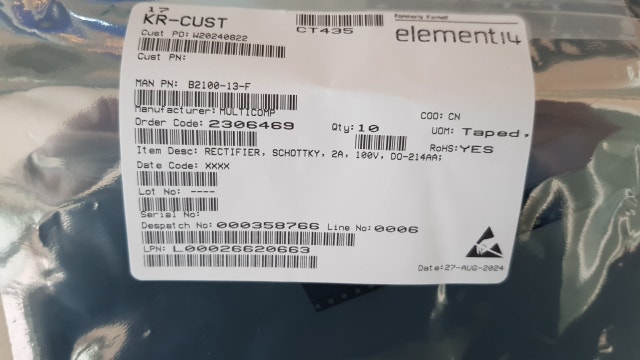 17
KR-CUST
CT435
Formerly Farnell
element14
Cust PO: W20240822
Cust PN:
MAN PN: B2100-13-F
Manufacturer: MULTICOMP
COO: CN
Order Code: 2306469
Qty: 10
UOM: Taped.
RoHS: YES
Item Desc: RECTIFIER, SCHOTTKY, 2A, 100V, DO-214AA;
Date Code: XXXX
Lot No: ----
Serial No:
Despatch No: 000358766 Line No: 0006
LPN: L00026620663
Date: 27-AUG-2024